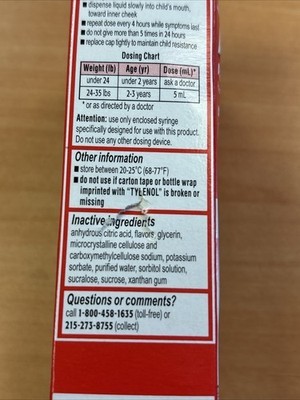 ■ dispense liquid slowly into child's mouth,
toward inner cheek
■ repeat dose every 4 hours while symptoms last
■ do not give more than 5 times in 24 hours
■ replace cap tightly to maintain child resistance
Dosing Chart
Weight (lb) Age (yr) Dose (mL)*
under 24 under 2 years ask a doctor
24-35 lbs 2-3 years 5 mL
* or as directed by a doctor
Attention: use only enclosed syringe
specifically designed for use with this product.
Do not use any other dosing device.
Other information
■ store between 20-25°C (68-77°F)
■ do not use if carton tape or bottle wrap
imprinted with "TYLENOL" is broken or
missing
Inactive ingredients
anhydrous citric acid, flavors, glycerin,
microcrystalline cellulose and
carboxymethylcellulose sodium, potassium
sorbate, purified water, sorbitol solution,
sucralose, sucrose, xanthan gum
Questions or comments?
call 1-800-458-1635 (toll-free) or
215-273-8755 (collect)